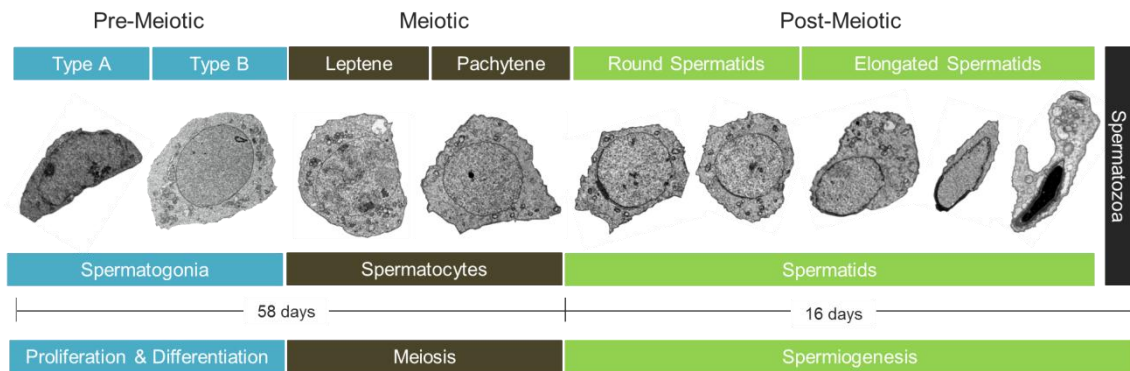 Pre-Meiotic
Meiotic
Post-Meiotic
Type A
Type B
Leptene
Pachytene
Round Spermatids
Elongated Spermatids
Spermatozoa
Spermatogonia
Spermatocytes
Spermatids
58 days
16 days
Proliferation & Differentiation
Meiosis
Spermiogenesis